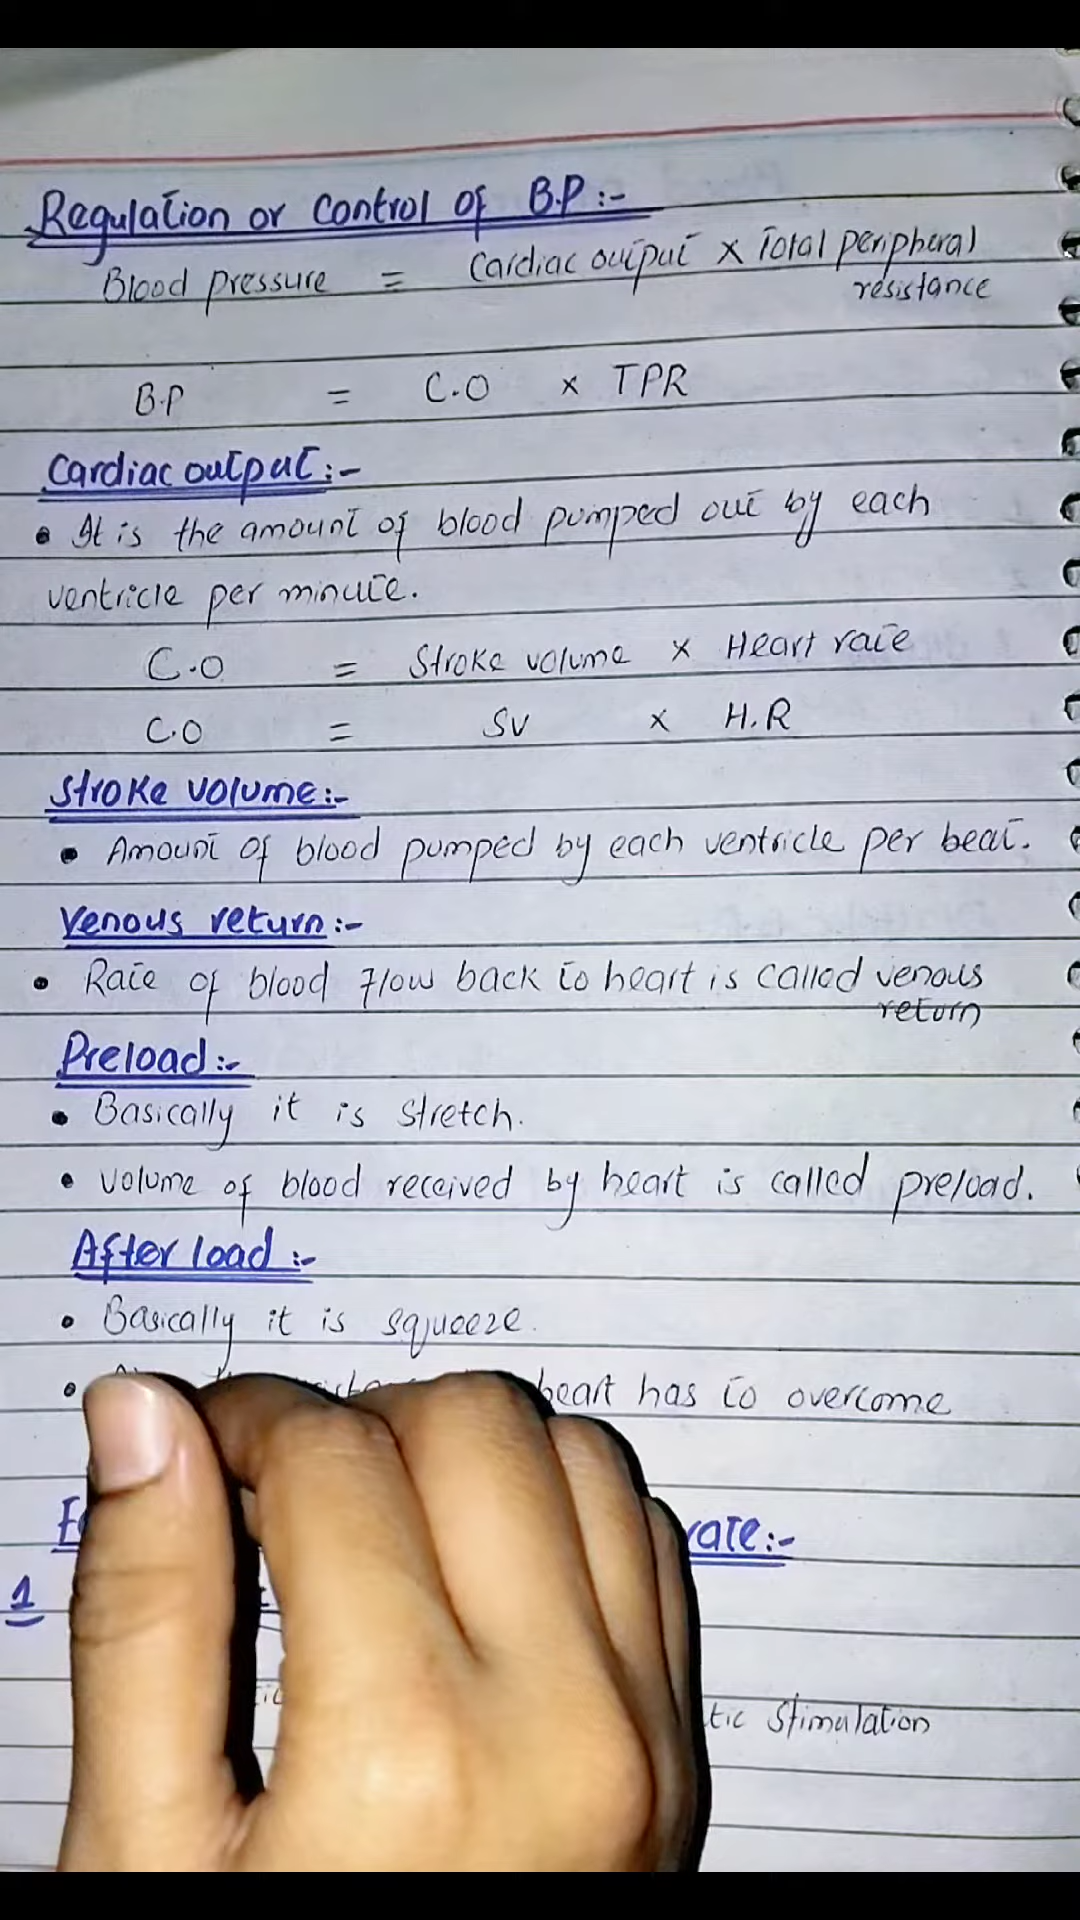 Regulation or control of B.P:-
Blood pressure = Cardiac output × Total peripheral
resistance
B.P = C.O × TPR
Cardiac output:-
• It is the amount of blood pumped out by each
ventricle per minute.
C.O = Stroke volume × Heart rate
C.O = SV × H.R
Stroke volume:-
• Amount of blood pumped by each ventricle per beat.
Venous return:-
• Rate of blood flow back to heart is called venous
return
Preload:-
• Basically it is stretch.
• volume of blood received by heart is called preload.
After load:-
• Basically it is squeeze.
• heart has to overcome
rate:-
1
tic stimulation